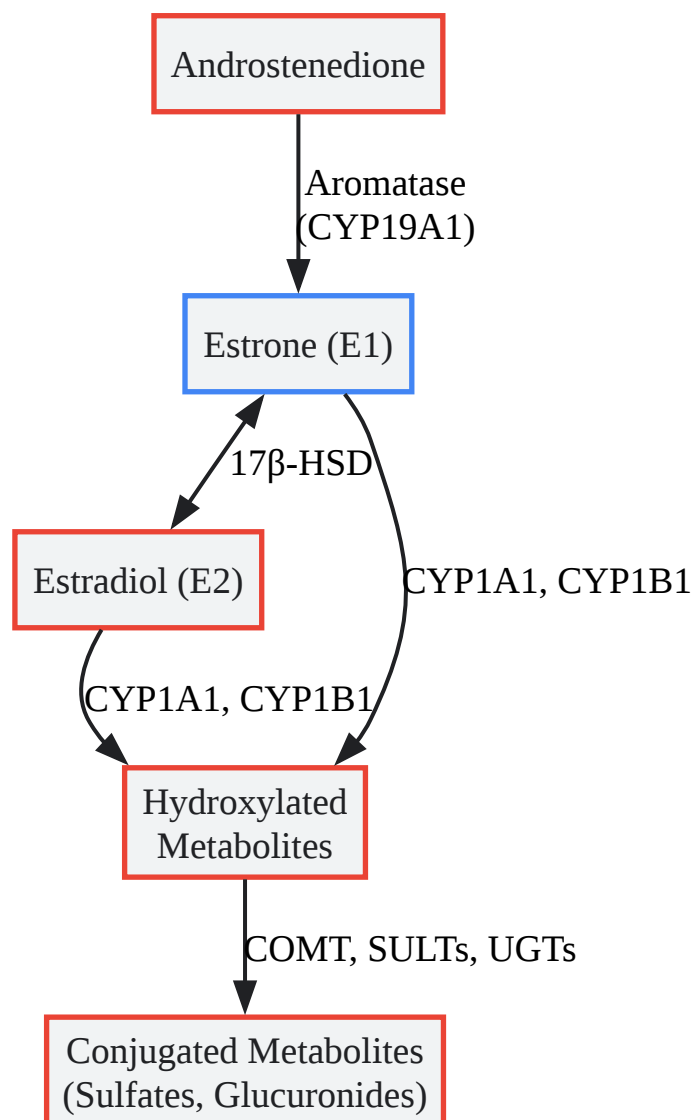 Androstenedione
Aromatase
(CYP19A1)
Estrone (E1)
17β-HSD
Estradiol (E2)
CYP1A1, CYP1B1
CYP1A1, CYP1B1
Hydroxylated
Metabolites
COMT, SULTs, UGTs
Conjugated Metabolites
(Sulfates, Glucuronides)